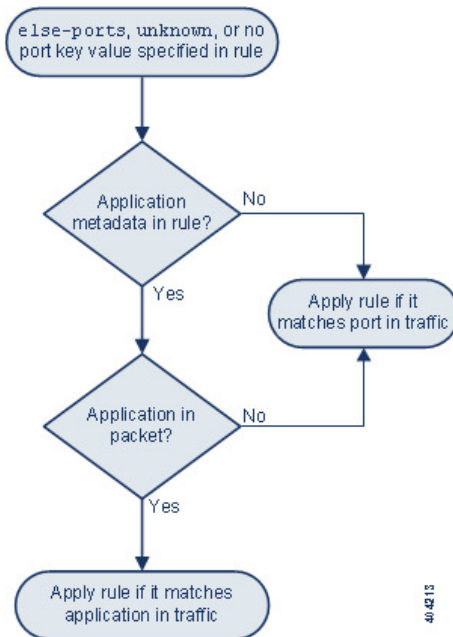 else-ports, unknown, or no
port key value specified in rule
Application
metadata in rule?
No
Yes
Apply rule if it
matches port in traffic
Application in
packet?
No
Yes
Apply rule if it matches
application in traffic
404213